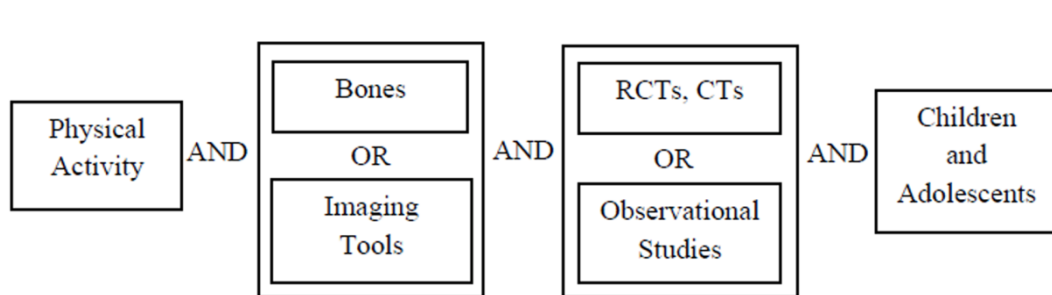 Physical
Activity
AND
Bones
OR
Imaging
Tools
AND
RCTs, CTs
OR
Observational
Studies
AND
Children
and
Adolescents